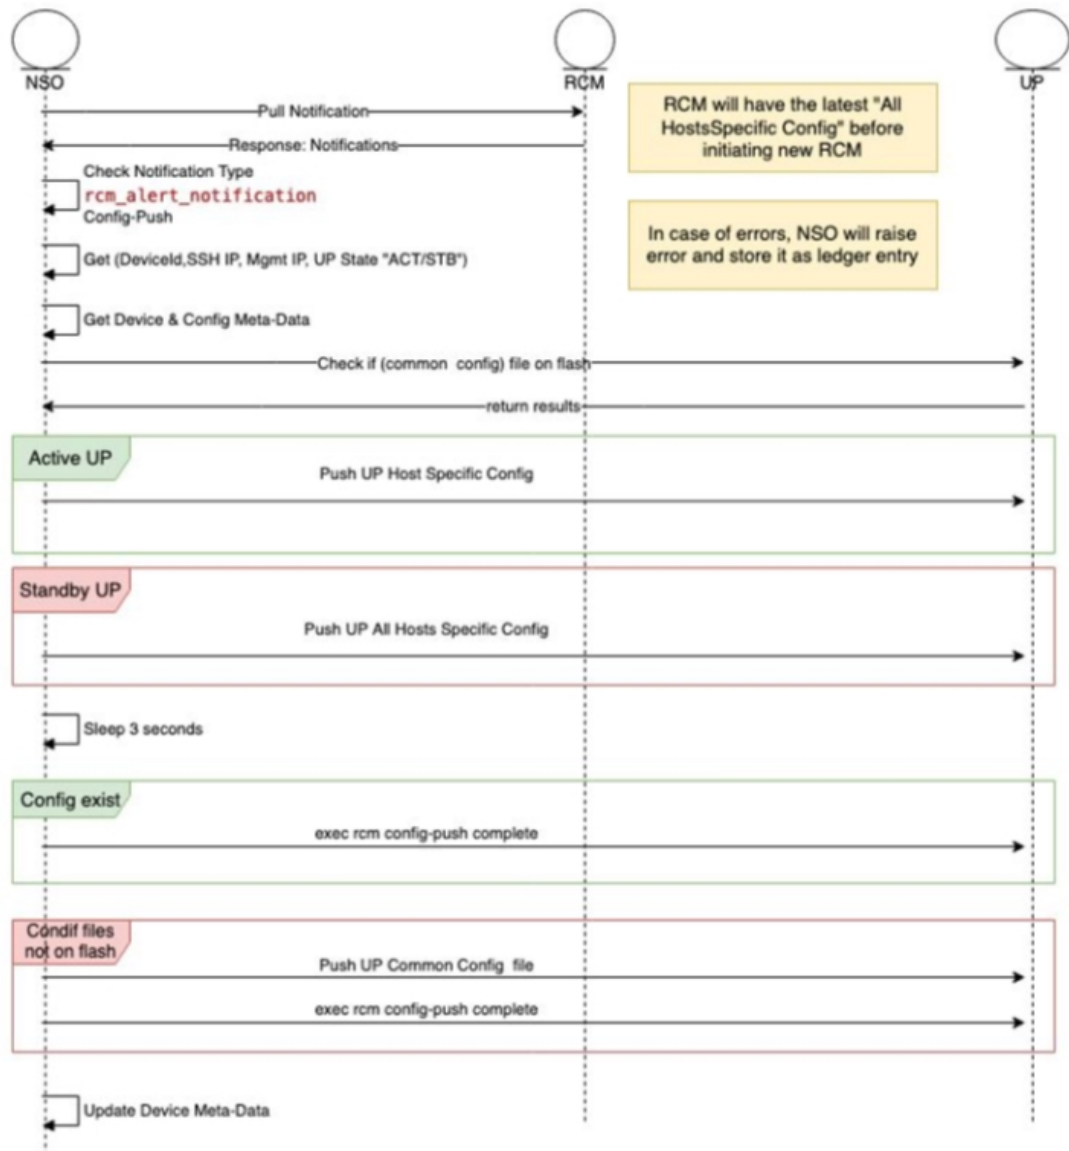 NSO
RCM
UP
Pull Notification
Response: Notifications
RCM will have the latest "All
HostsSpecific Config" before
initiating new RCM
Check Notification Type
rcm_alert_notification
Config-Push
In case of errors, NSO will raise
error and store it as ledger entry
Get (DeviceId,SSH IP, Mgmt IP, UP State "ACT/STB")
Get Device & Config Meta-Data
Check if (common config) file on flash
return results
Active UP
Push UP Host Specific Config
Standby UP
Push UP All Hosts Specific Config
Sleep 3 seconds
Config exist
exec rcm config-push complete
Condif files
not on flash
Push UP Common Config file
exec rcm config-push complete
Update Device Meta-Data